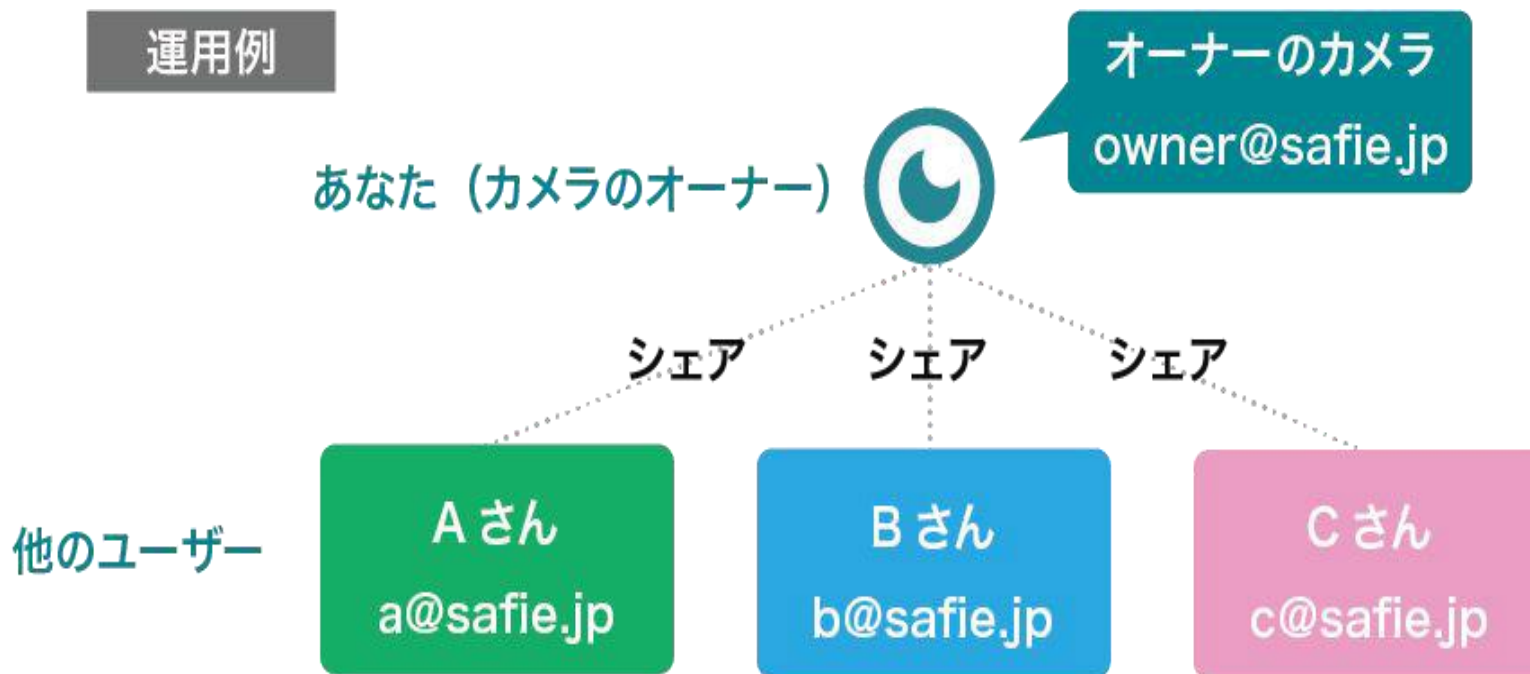 運用例
オーナーのカメラ
owner@safie.jp
あなた（カメラのオーナー）
シェア
シェア
シェア
他のユーザー
A さん
a@safie.jp
B さん
b@safie.jp
C さん
c@safie.jp